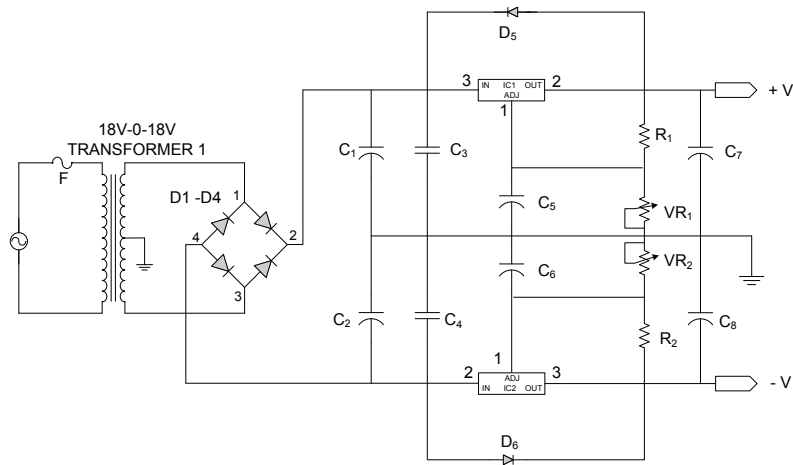 D₅
3
IN IC1 OUT
ADJ
2
+ V
1
18V-0-18V
TRANSFORMER 1
F
D1 -D4
1
2
3
4
C₁
C₃
R₁
C₇
C₅
VR₁
C₆
VR₂
C₂
C₄
R₂
C₈
1
2
ADJ
IN IC2 OUT
3
- V
D₆